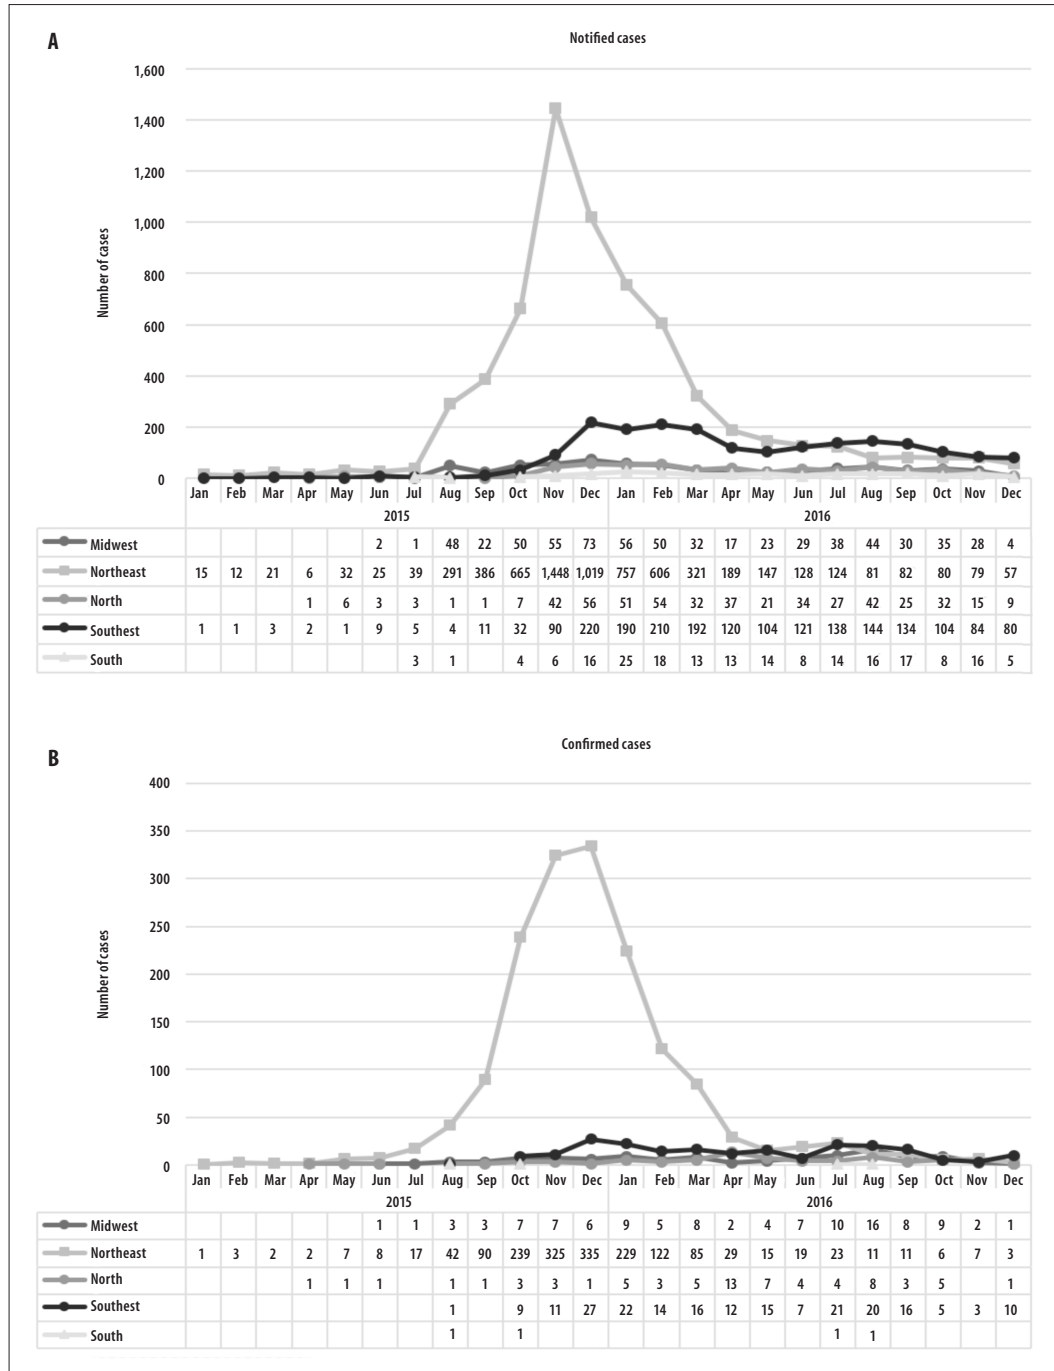 A
Notified cases
1,600
1,400
1,200
1,000
800
600
400
200
0
Number of cases
Jan Feb Mar Apr May Jun Jul Aug Sep Oct Nov Dec Jan Feb Mar Apr May Jun Jul Aug Sep Oct Nov Dec
2015 2016
Midwest 2 1 48 22 50 55 73 56 50 32 17 23 29 38 44 30 35 28 4
Northeast 15 12 21 6 32 25 39 291 386 665 1,448 1,019 757 606 321 189 147 128 124 81 82 80 79 57
North 1 6 3 3 1 1 7 42 56 51 54 32 37 21 34 27 42 25 32 15 9
Southest 1 1 3 2 1 9 5 4 11 32 90 220 190 210 192 120 104 121 138 144 134 104 84 80
South 3 1 4 6 16 25 18 13 13 14 8 14 16 17 8 16 5
B
Confirmed cases
400
350
300
250
200
150
100
50
0
Number of cases
Jan Feb Mar Apr May Jun Jul Aug Sep Oct Nov Dec Jan Feb Mar Apr May Jun Jul Aug Sep Oct Nov Dec
2015 2016
Midwest 1 1 3 3 7 7 6 9 5 8 2 4 7 10 16 8 9 2 1
Northeast 1 3 2 2 7 8 17 42 90 239 325 335 229 122 85 29 15 19 23 11 11 6 7 3
North 1 1 1 1 1 3 3 1 5 3 5 13 7 4 4 8 3 5 1
Southest 1 9 11 27 22 14 16 12 15 7 21 20 16 5 3 10
South 1 1 1 1